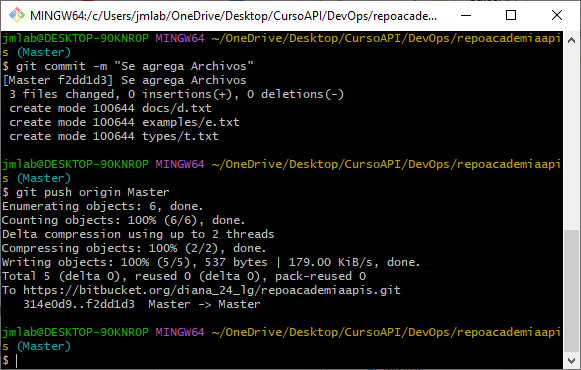 MINGW64:/c/Users/jmlab/OneDrive/Desktop/CursoAPI/DevOps/repoacade...
jmlab@DESKTOP-9OKNROP MINGW64 ~/OneDrive/Desktop/CursoAPI/DevOps/repoacademiaapi
s (Master)
$ git commit -m "Se agrega Archivos"
[Master f2dd1d3] Se agrega Archivos
 3 files changed, 0 insertions(+), 0 deletions(-)
 create mode 100644 docs/d.txt
 create mode 100644 examples/e.txt
 create mode 100644 types/t.txt
jmlab@DESKTOP-9OKNROP MINGW64 ~/OneDrive/Desktop/CursoAPI/DevOps/repoacademiaapi
s (Master)
$ git push origin Master
Enumerating objects: 6, done.
Counting objects: 100% (6/6), done.
Delta compression using up to 2 threads
Compressing objects: 100% (2/2), done.
Writing objects: 100% (5/5), 537 bytes | 179.00 KiB/s, done.
Total 5 (delta 0), reused 0 (delta 0), pack-reused 0
To https://bitbucket.org/diana_24_lg/repoacademiaapis.git
   314e0d9..f2dd1d3  Master -> Master
jmlab@DESKTOP-9OKNROP MINGW64 ~/OneDrive/Desktop/CursoAPI/DevOps/repoacademiaapi
s (Master)
$